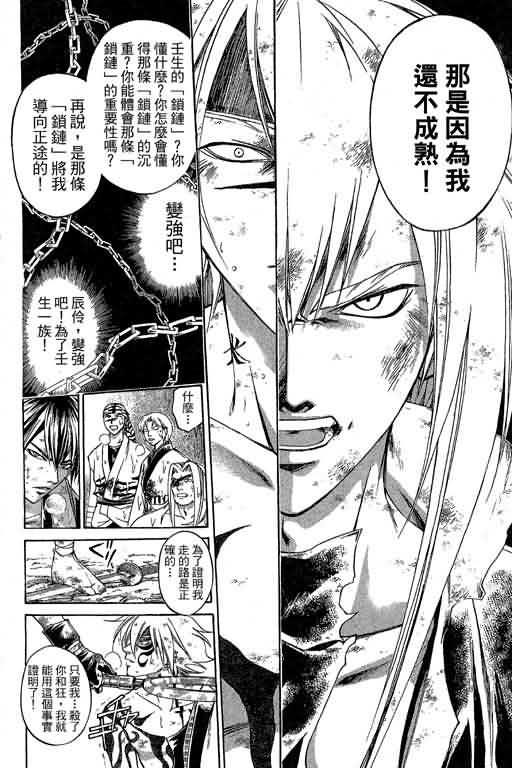 那是因為我
還不成熟！
壬生的「鎖鏈」？你
懂什麼？你怎麼會懂
得那條「鎖鏈」的沉
重？你能體會那條「
鎖鏈」的重要性嗎？
再說，是那條
「鎖鏈」將我
導向正途的！
變強吧…
辰伶，變強
吧！為了壬
生一族！
什麼…
為了證明我
走的路是正
確的…
只要我…殺了
你和狂，我就
能用這個事實
證明了！